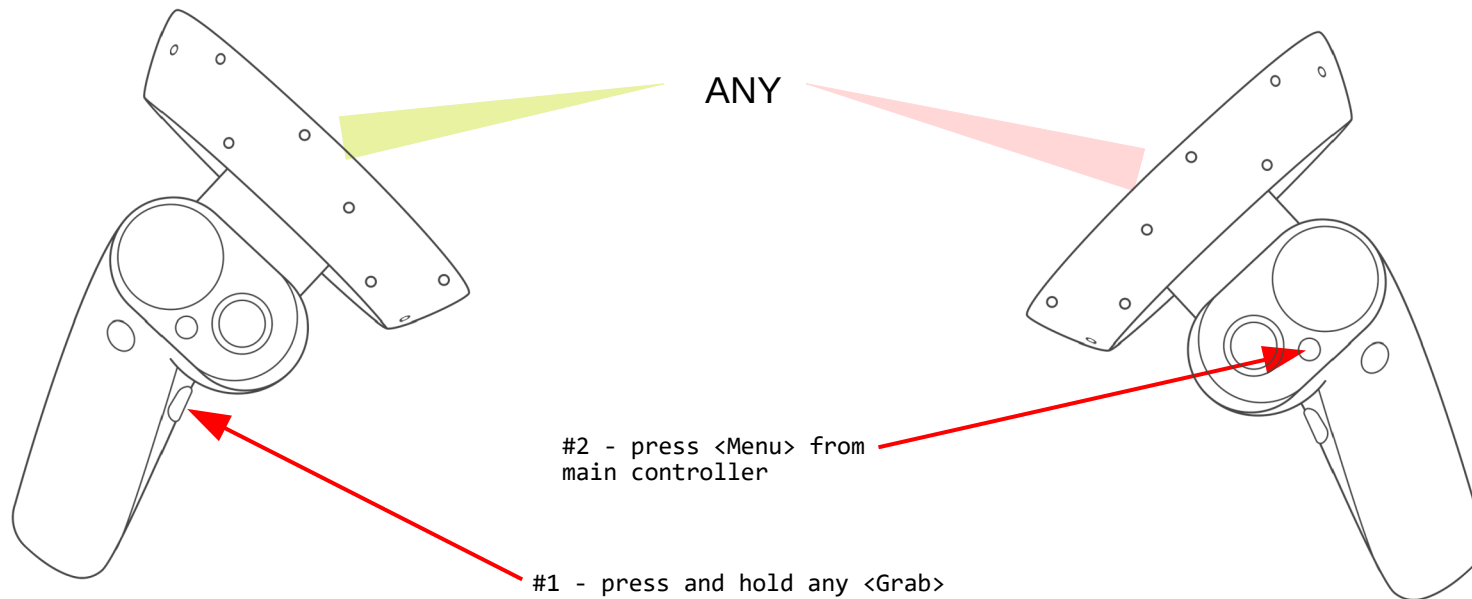 ANY
#2 - press <Menu> from
main controller
#1 - press and hold any <Grab>